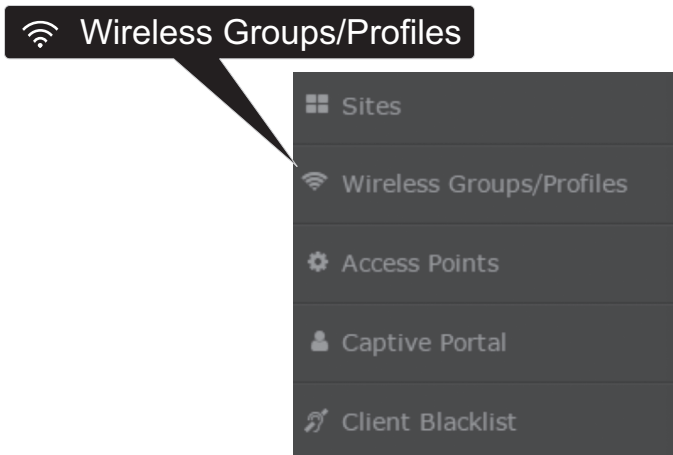 Wireless Groups/Profiles
Sites
Wireless Groups/Profiles
Access Points
Captive Portal
Client Blacklist